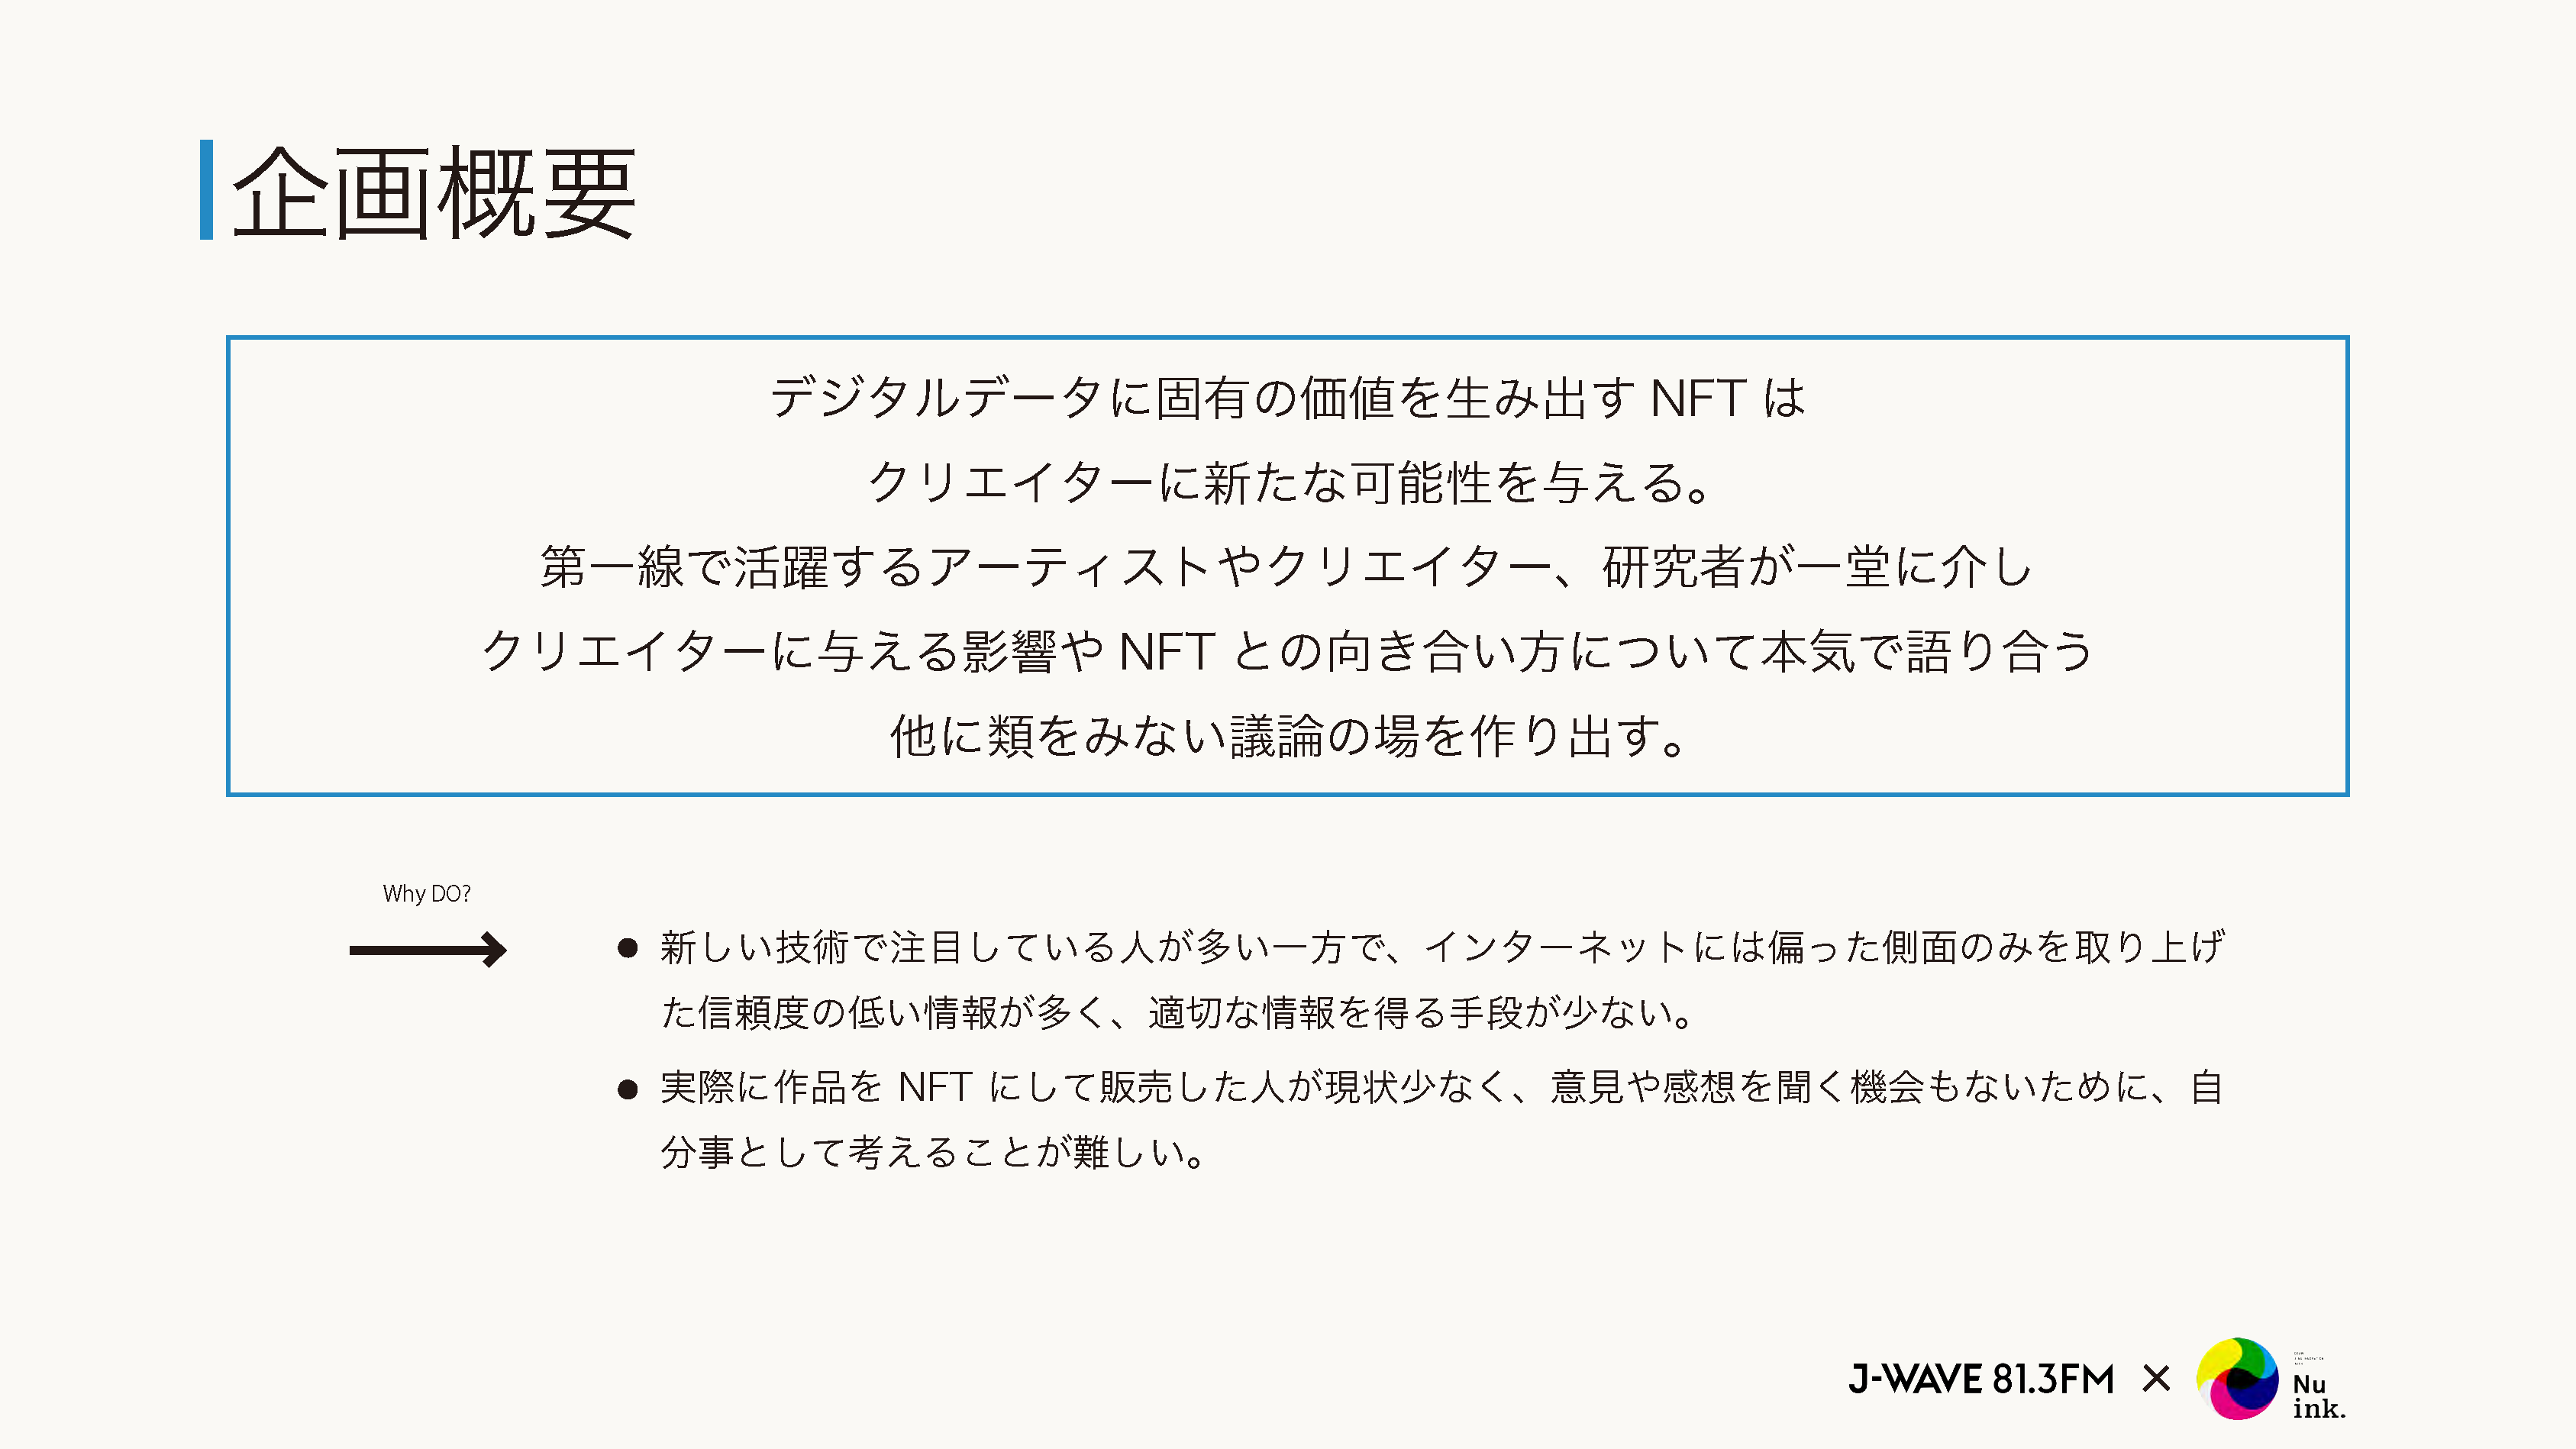 企画概要
デジタルデータに固有の価値を生み出す NFT は
クリエイターに新たな可能性を与える。
第一線で活躍するアーティストやクリエイター、研究者が一堂に介し
クリエイターに与える影響や NFT との向き合い方について本気で語り合う
他に類をみない議論の場を作り出す。
Why DO?
● 新しい技術で注目している人が多い一方で、インターネットには偏った側面のみを取り上げ
た信頼度の低い情報が多く、適切な情報を得る手段が少ない。
● 実際に作品を NFT にして販売した人が現状少なく、意見や感想を聞く機会もないために、自
分事として考えることが難しい。
J-WAVE 81.3FM ×
Nu
ink.